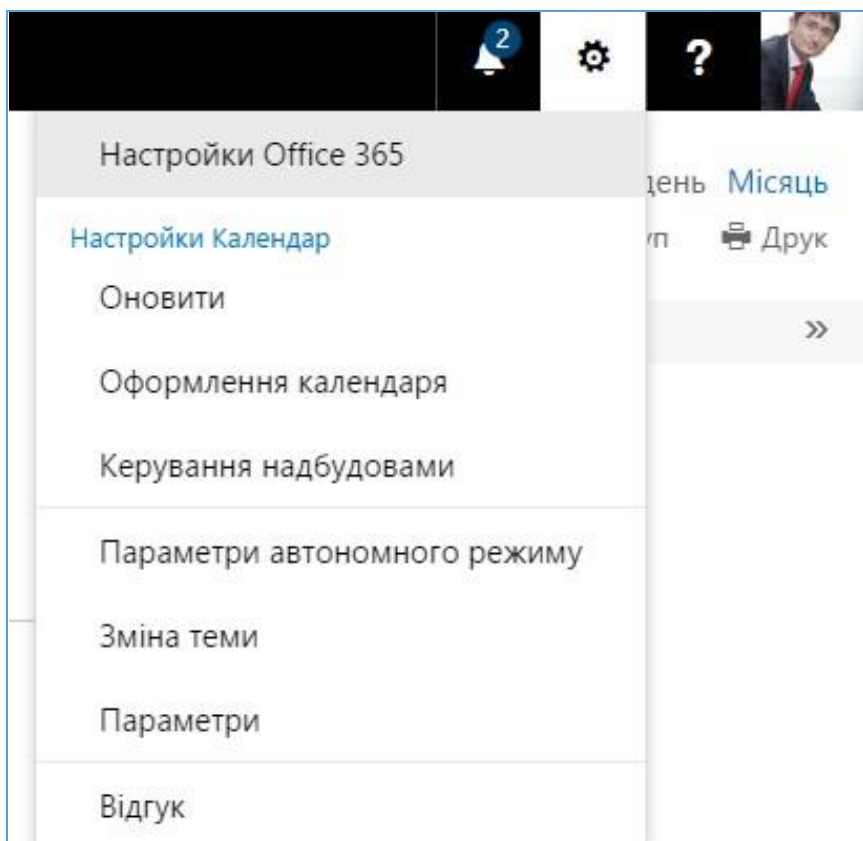 2
?
Настройки Office 365
день Місяць
Настройки Календар
Друк
Оновити
Оформлення календаря
Керування надбудовами
Параметри автономного режиму
Зміна теми
Параметри
Відгук